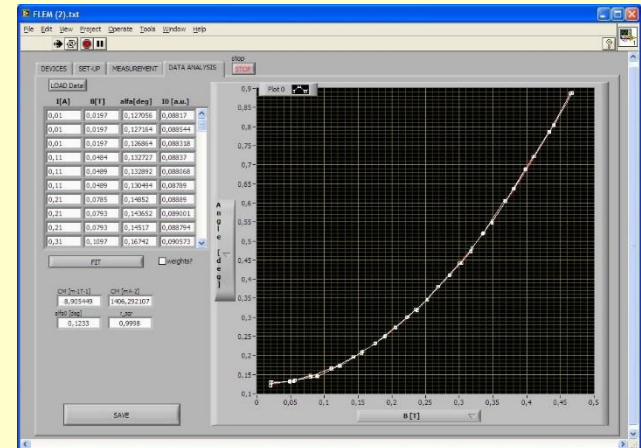 FLEM (2).txt
File Edit View Project Operate Tools Window Help
stop
STOP
DEVICES SET-UP MEASUREMENT DATA ANALYSIS
LOAD Data
I[A] B[T] alfa[deg] I0 [a.u.]
0,01 0,0197 0,127056 0,08817
0,01 0,0197 0,127164 0,088544
0,01 0,0197 0,126864 0,088318
0,11 0,0484 0,132727 0,08837
0,11 0,0489 0,132892 0,088068
0,11 0,0489 0,130494 0,08789
0,21 0,0785 0,14852 0,08885
0,21 0,0793 0,143652 0,089001
0,21 0,0793 0,14517 0,088794
0,31 0,1097 0,16742 0,090573
FIT
weights?
CM [m-1T-1] CM [mA-2]
8,905449 1406,292107
alfa0 [deg] r_sqr
0,1233 0,9998
SAVE
Plot 0
Angle [deg]
0,9
0,85
0,8
0,75
0,7
0,65
0,6
0,55
0,5
0,45
0,4
0,35
0,3
0,25
0,2
0,15
0,1
0 0,05 0,1 0,15 0,2 0,25 0,3 0,35 0,4 0,45 0,5
B [T]